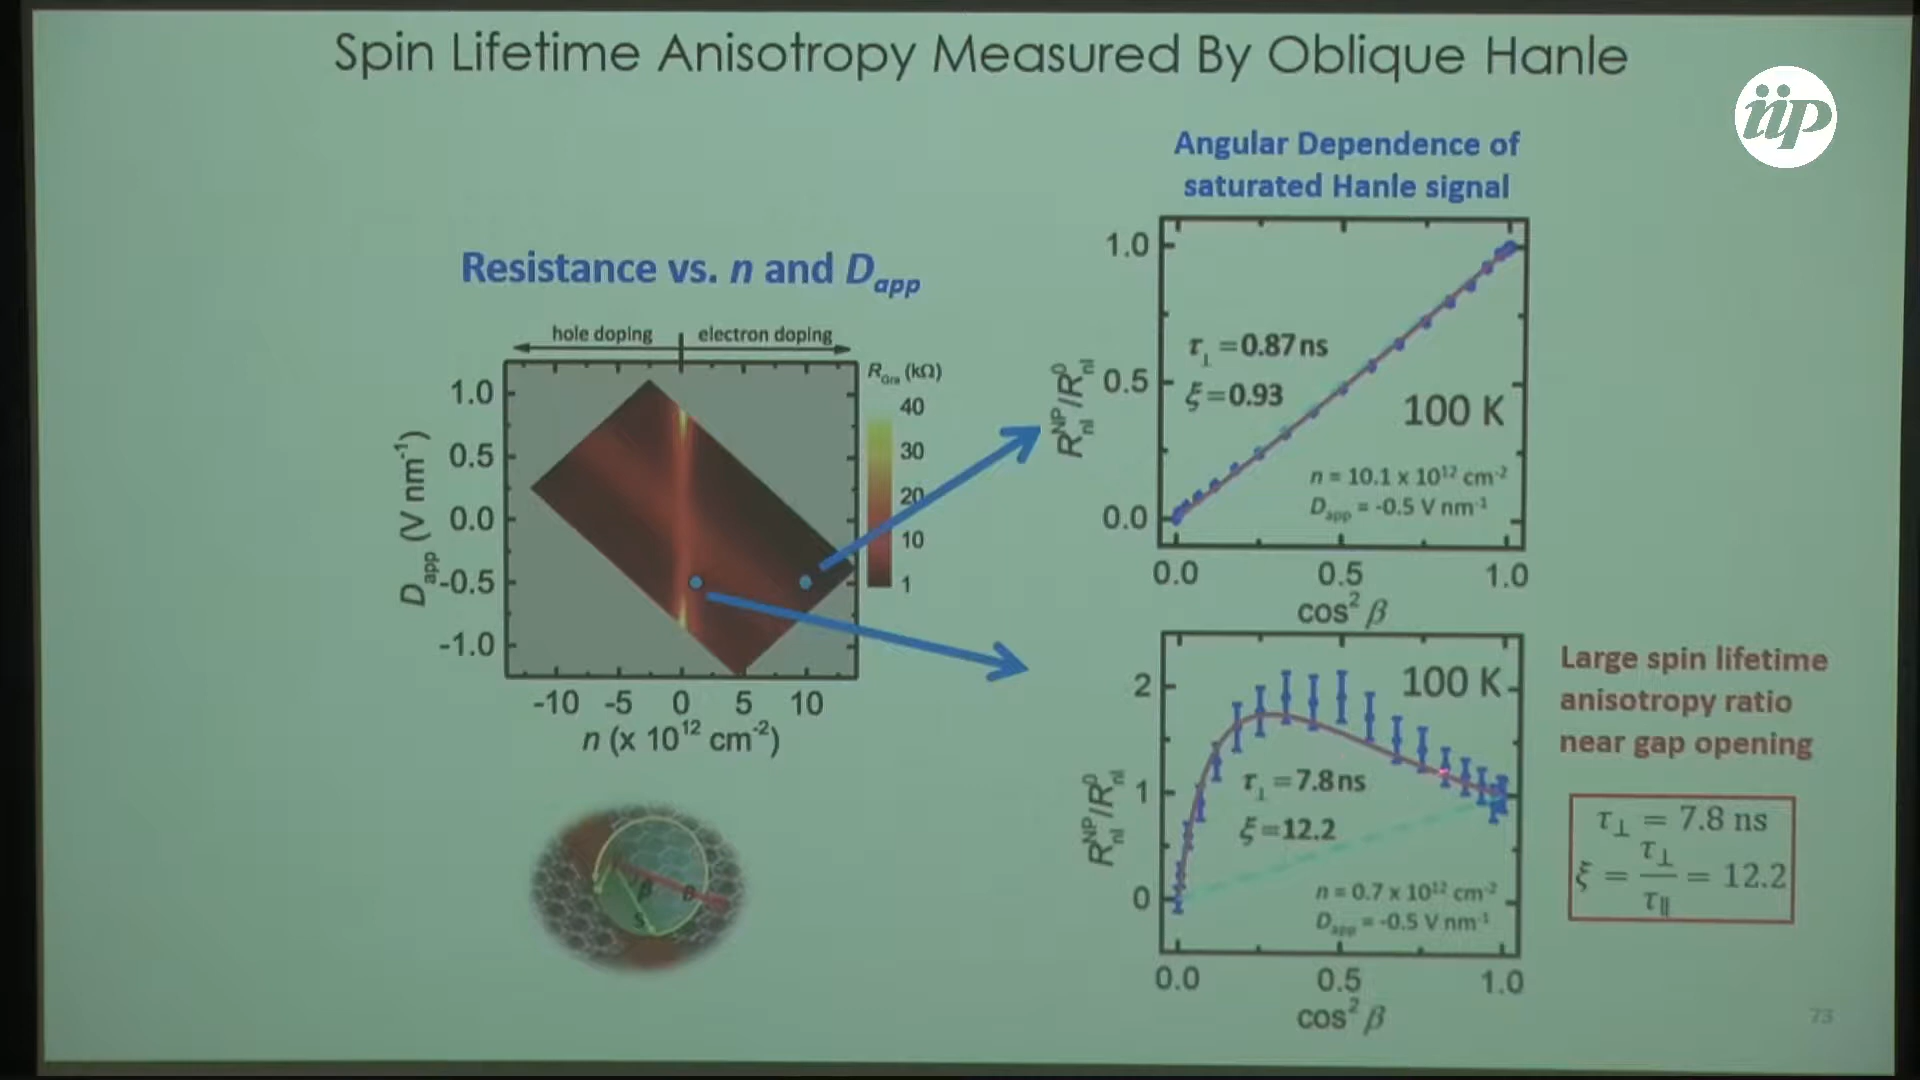 Spin Lifetime Anisotropy Measured By Oblique Hanle
iip
Angular Dependence of
saturated Hanle signal
Resistance vs. n and D_app
hole doping
electron doping
R_Gra (kΩ)
40
30
20
10
1
1.0
0.5
0.0
-0.5
-1.0
D_app (V nm⁻¹)
-10 -5 0 5 10
n (x 10¹² cm⁻²)
1.0
0.5
0.0
R_nl^NP/R_nl^0
τ⊥ =0.87ns
ξ=0.93
100 K
n = 10.1 x 10¹² cm⁻²
D_app = -0.5 V nm⁻¹
0.0 0.5 1.0
cos² β
2
1
0
R_nl^NP/R_nl^0
100 K
τ⊥ =7.8ns
ξ=12.2
n = 0.7 x 10¹² cm⁻²
D_app = -0.5 V nm⁻¹
0.0 0.5 1.0
cos² β
Large spin lifetime
anisotropy ratio
near gap opening
τ⊥ = 7.8 ns
ξ = τ⊥/τ∥ = 12.2
β
B
S
73